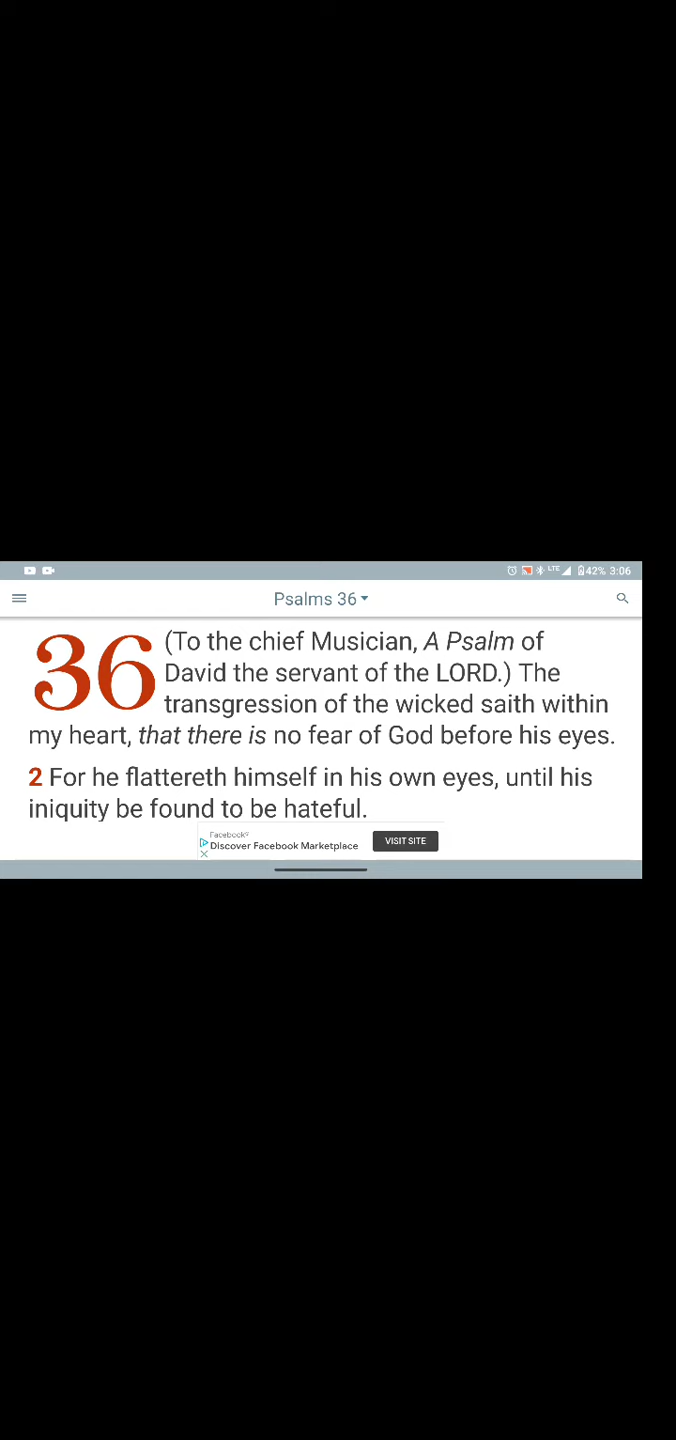 LTE 42% 3:06
Psalms 36
36 (To the chief Musician, A Psalm of
David the servant of the LORD.) The
transgression of the wicked saith within
my heart, that there is no fear of God before his eyes.
2 For he flattereth himself in his own eyes, until his
iniquity be found to be hateful.
Facebook
Discover Facebook Marketplace
VISIT SITE